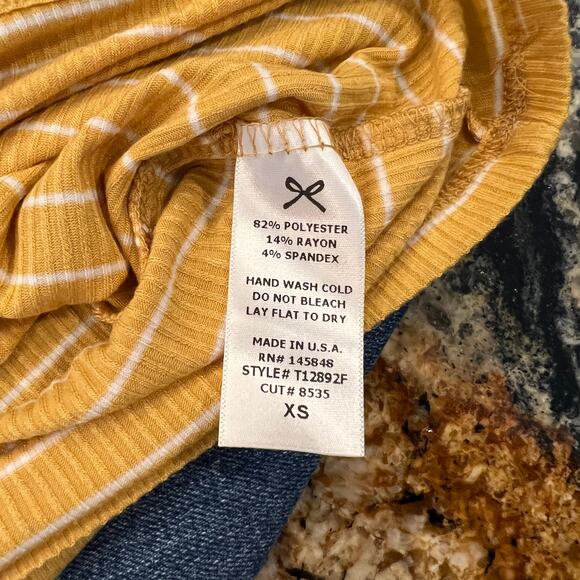 82% POLYESTER
14% RAYON
4% SPANDEX
HAND WASH COLD
DO NOT BLEACH
LAY FLAT TO DRY
MADE IN U.S.A.
RN# 145848
STYLE# T12892F
CUT# 8535
XS